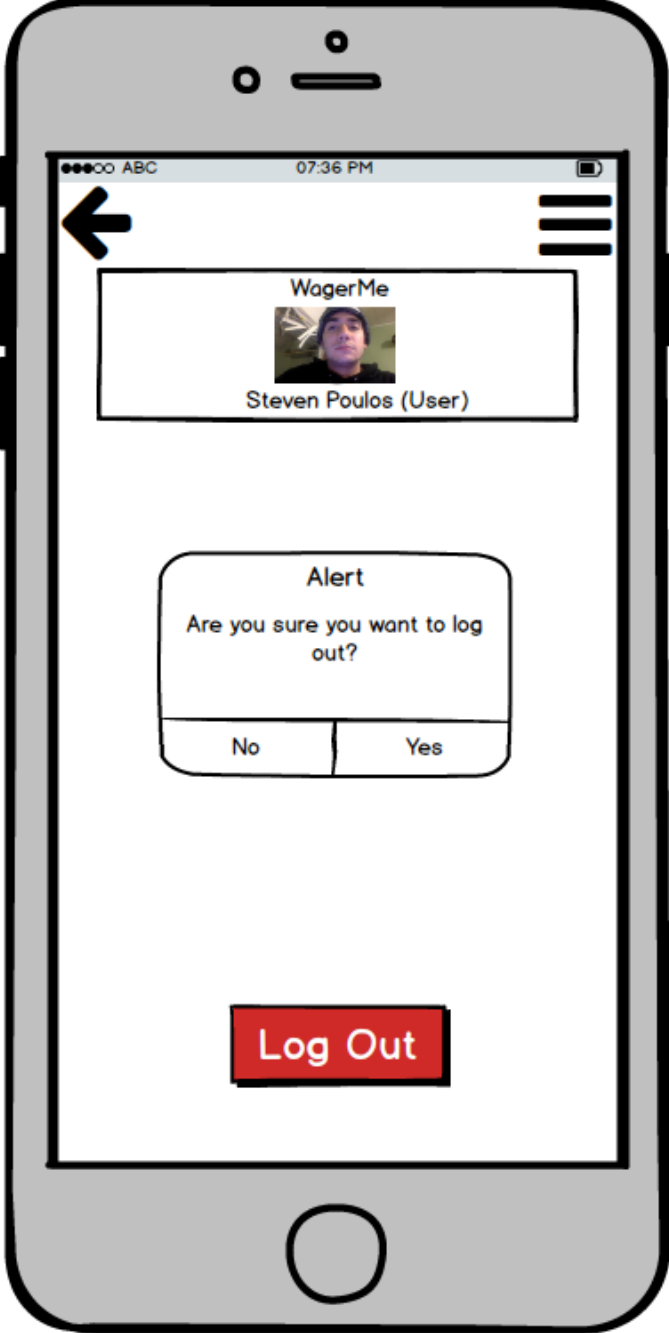 ABC 07:36 PM
WagerMe
Steven Poulos (User)
Alert
Are you sure you want to log
out?
No Yes
Log Out